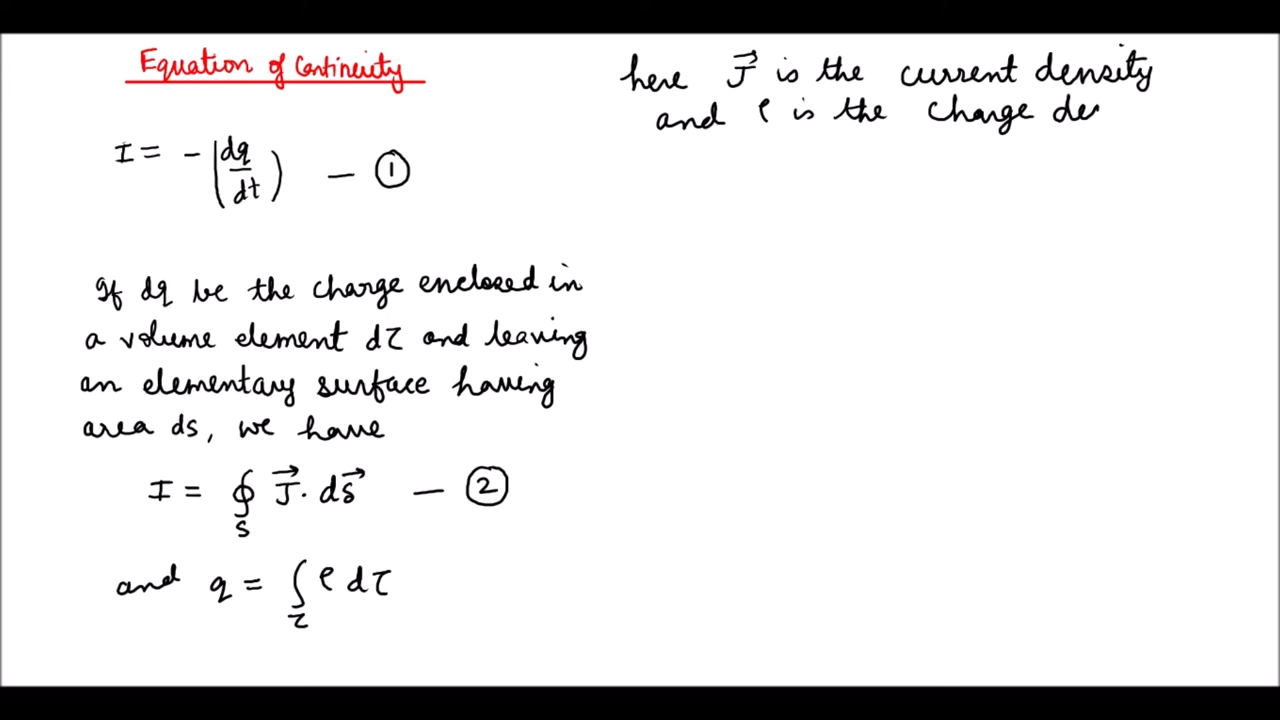 Equation of Continuity
I = - (dq/dt) — ①
If dq be the charge enclosed in
a volume element dτ and leaving
an elementary surface having
area ds, we have
I = ∮_S J⃗ · ds⃗ — ②
and q = ∫_τ ρ dτ
here J⃗ is the current density
and ρ is the charge de